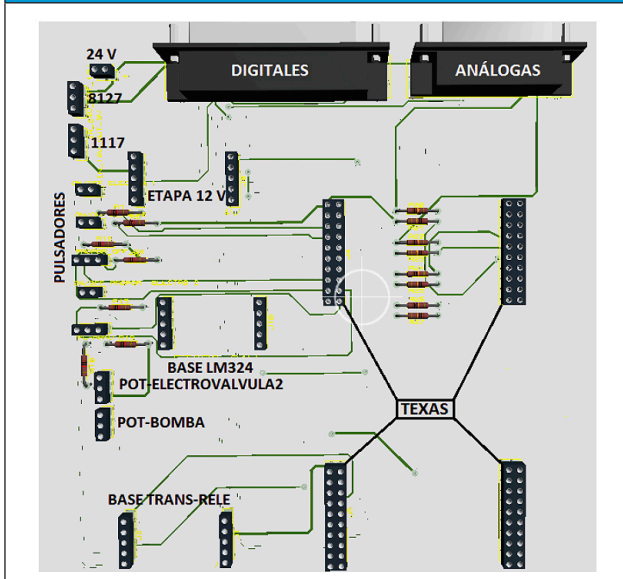 24 V
DIGITALES
ANÁLOGAS
8127
1117
ETAPA 12 V
PULSADORES
BASE LM324
POT-ELECTROVALVULA2
POT-BOMBA
TEXAS
BASE TRANS-RELE